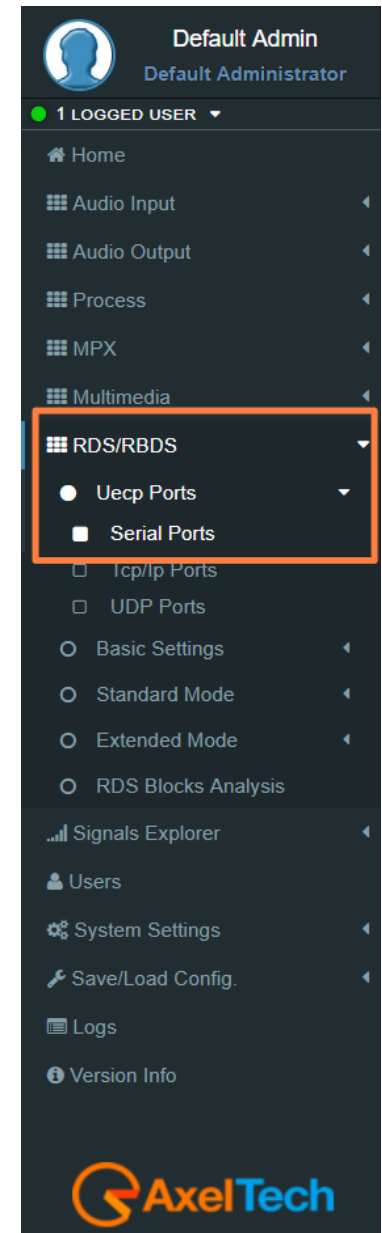 Default Admin
Default Administrator
1 LOGGED USER
Home
Audio Input
Audio Output
Process
MPX
Multimedia
RDS/RBDS
Uecp Ports
Serial Ports
Tcp/Ip Ports
UDP Ports
Basic Settings
Standard Mode
Extended Mode
RDS Blocks Analysis
Signals Explorer
Users
System Settings
Save/Load Config.
Logs
Version Info
AxelTech